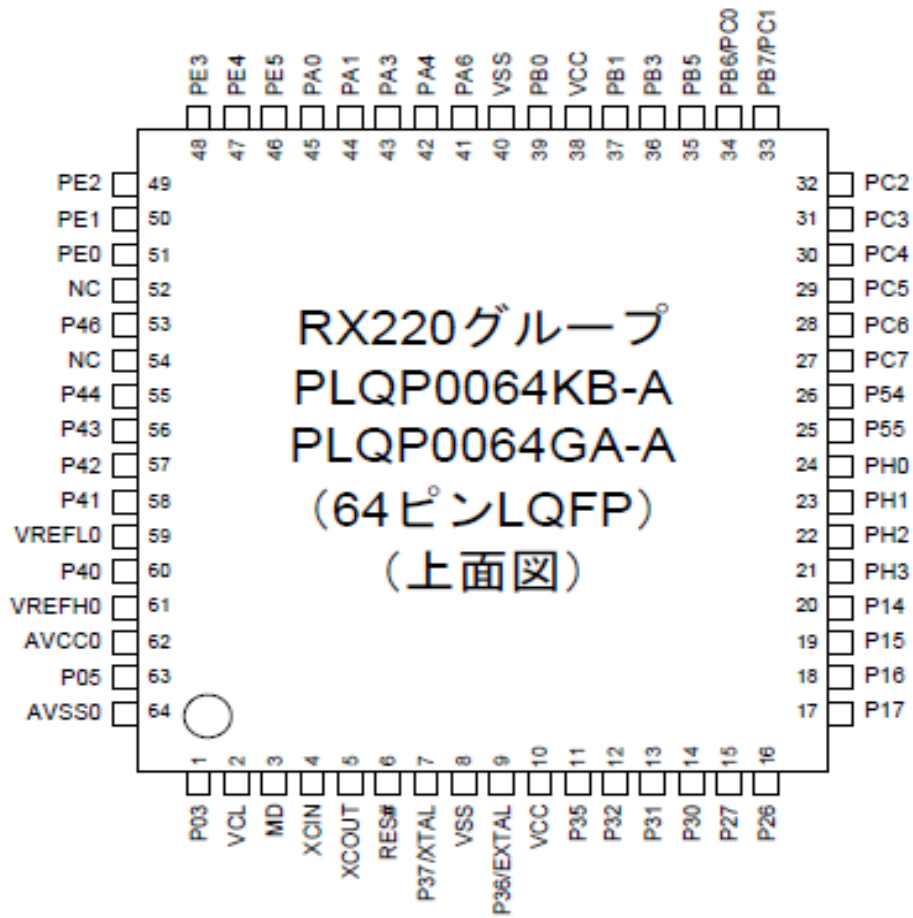 PE3 PE4 PE5 PA0 PA1 PA3 PA4 PA6 VSS PB0 VCC PB1 PB3 PB5 PB6/PC0 PB7/PC1
48 47 46 45 44 43 42 41 40 39 38 37 36 35 34 33
PE2 49
PE1 50
PE0 51
NC 52
P46 53
NC 54
P44 55
P43 56
P42 57
P41 58
VREFL0 59
P40 60
VREFH0 61
AVCC0 62
P05 63
AVSS0 64
RX220グループ
PLQP0064KB-A
PLQP0064GA-A
(64ピンLQFP)
(上面図)
32 PC2
31 PC3
30 PC4
29 PC5
28 PC6
27 PC7
26 P54
25 P55
24 PH0
23 PH1
22 PH2
21 PH3
20 P14
19 P15
18 P16
17 P17
1 2 3 4 5 6 7 8 9 10 11 12 13 14 15 16
P03 VCL MD XCIN XCOUT RES# P37/XTAL VSS P36/EXTAL VCC P35 P32 P31 P30 P27 P26